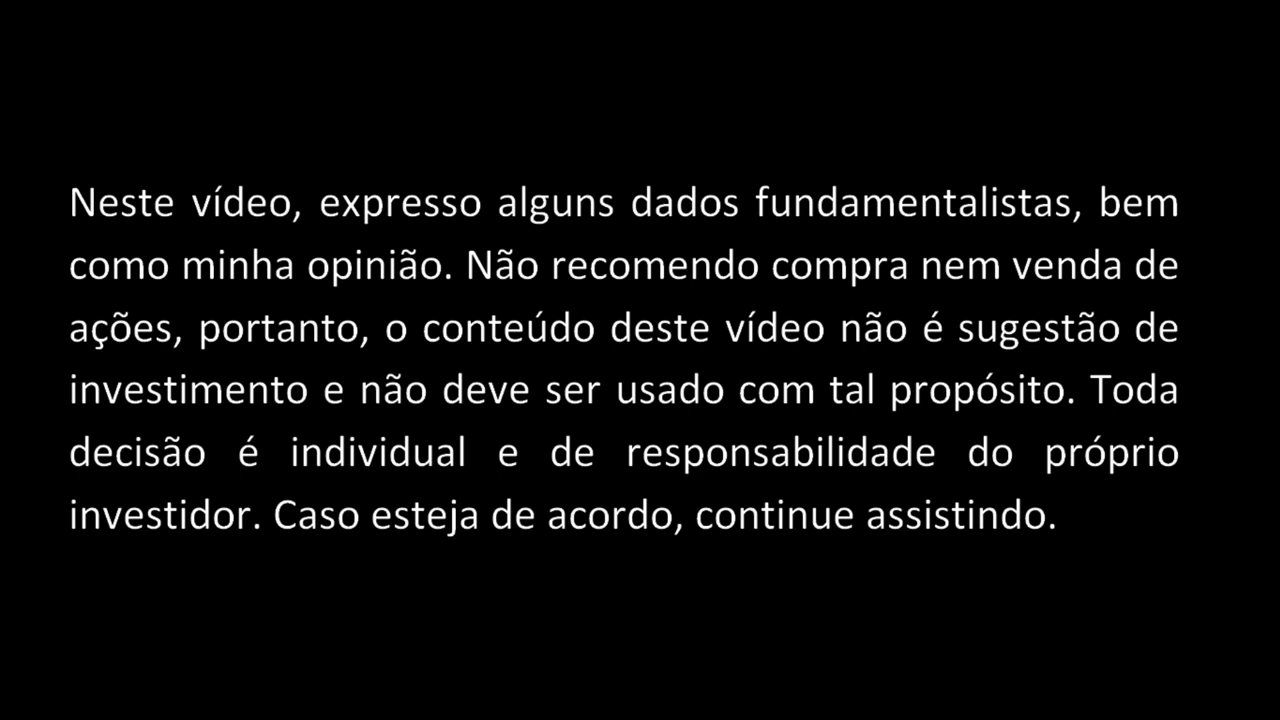 Neste vídeo, expresso alguns dados fundamentalistas, bem
como minha opinião. Não recomendo compra nem venda de
ações, portanto, o conteúdo deste vídeo não é sugestão de
investimento e não deve ser usado com tal propósito. Toda
decisão é individual e de responsabilidade do próprio
investidor. Caso esteja de acordo, continue assistindo.